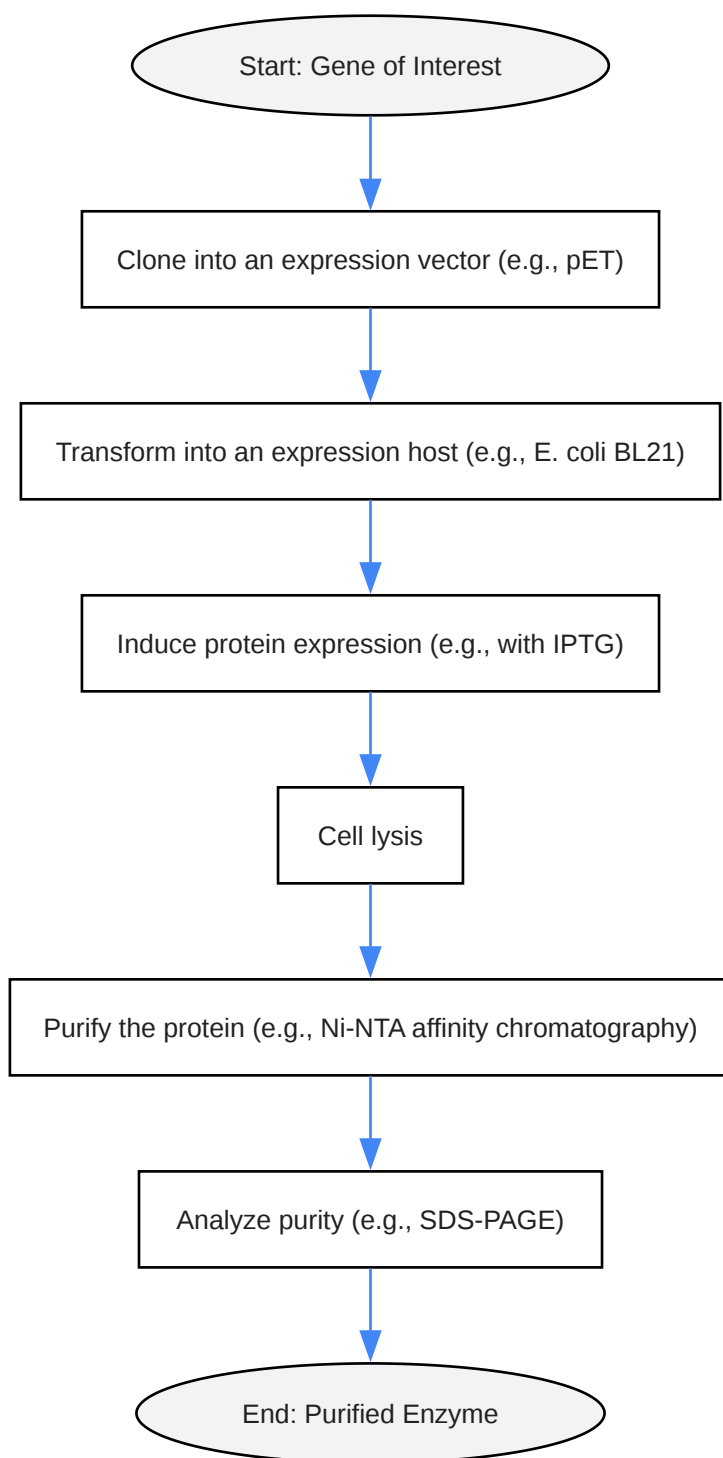 Start: Gene of Interest
Clone into an expression vector (e.g., pET)
Transform into an expression host (e.g., E. coli BL21)
Induce protein expression (e.g., with IPTG)
Cell lysis
Purify the protein (e.g., Ni-NTA affinity chromatography)
Analyze purity (e.g., SDS-PAGE)
End: Purified Enzyme